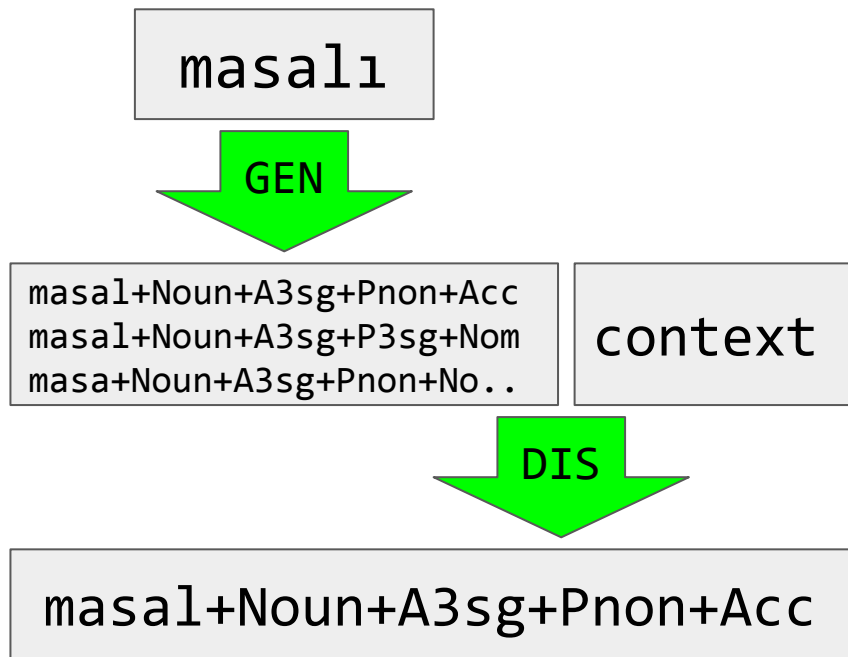 masalı
GEN
masal+Noun+A3sg+Pnon+Acc
masal+Noun+A3sg+P3sg+Nom
masa+Noun+A3sg+Pnon+No..
context
DIS
masal+Noun+A3sg+Pnon+Acc